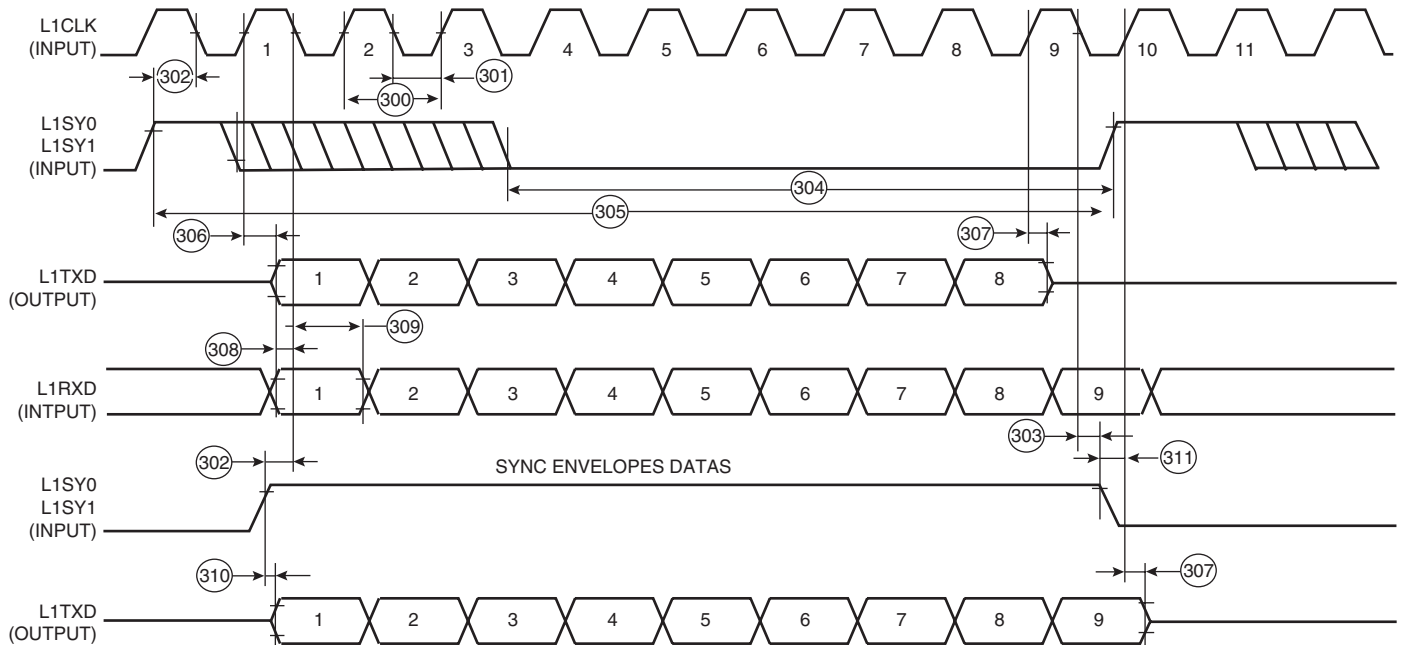 L1CLK
(INPUT)
1 2 3 4 5 6 7 8 9 10 11
302 301
300
L1SY0
L1SY1
(INPUT)
304
305
306 307
L1TXD
(OUTPUT)
1 2 3 4 5 6 7 8
309
308
L1RXD
(INTPUT)
1 2 3 4 5 6 7 8 9
303
302 311
SYNC ENVELOPES DATAS
L1SY0
L1SY1
(INPUT)
310 307
L1TXD
(OUTPUT)
1 2 3 4 5 6 7 8 9